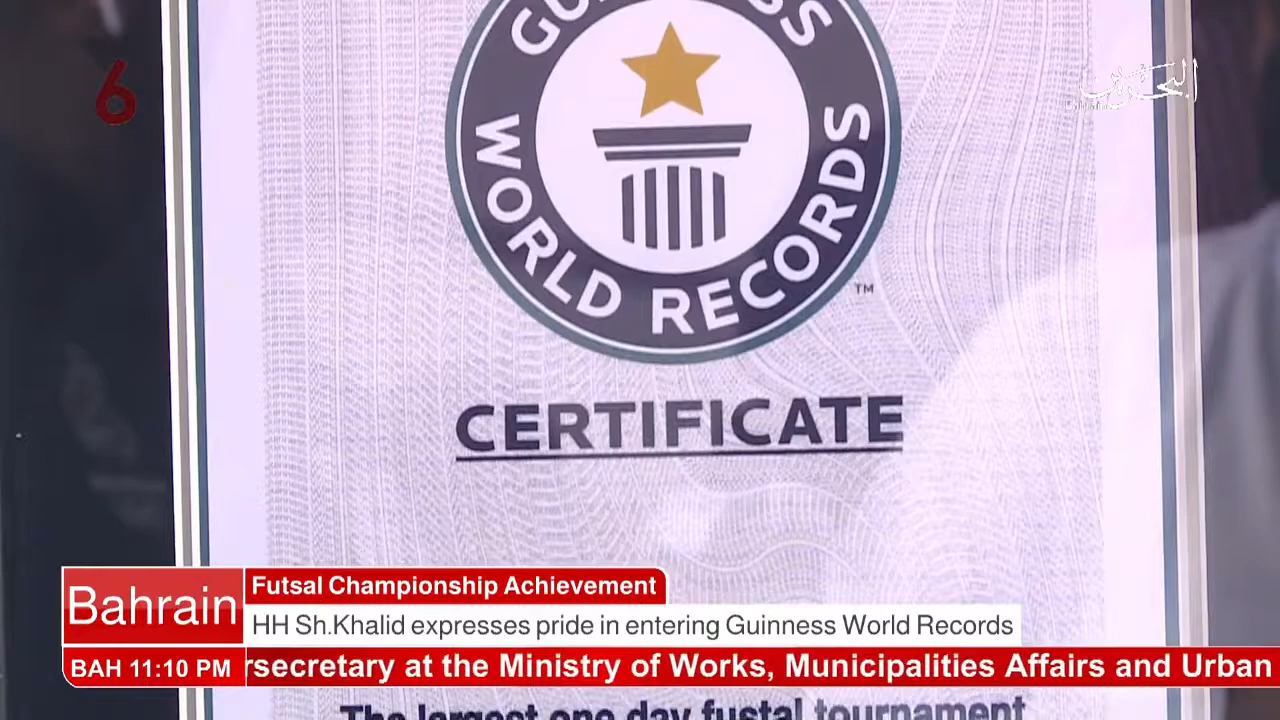 GUINNESS
WORLD RECORDS
TM
6
البحرين
CERTIFICATE
Futsal Championship Achievement
Bahrain
HH Sh.Khalid expresses pride in entering Guinness World Records
BAH 11:10 PM
rsecretary at the Ministry of Works, Municipalities Affairs and Urban
The largest one day fustal tournament